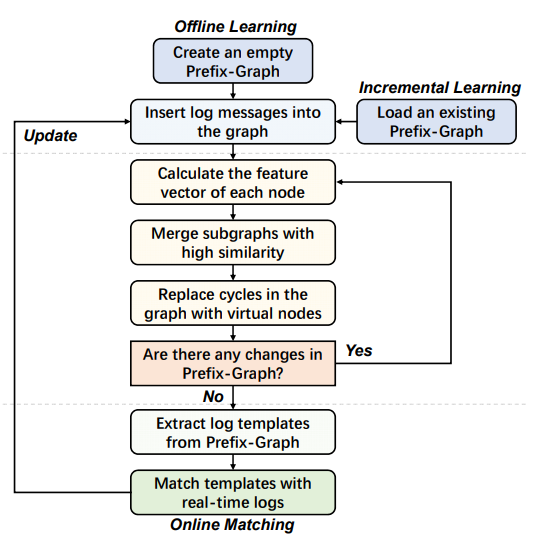 Offline Learning
Create an empty
Prefix-Graph
Incremental Learning
Insert log messages into
the graph
Load an existing
Prefix-Graph
Update
Calculate the feature
vector of each node
Merge subgraphs with
high similarity
Replace cycles in the
graph with virtual nodes
Are there any changes in
Prefix-Graph?
Yes
No
Extract log templates
from Prefix-Graph
Match templates with
real-time logs
Online Matching